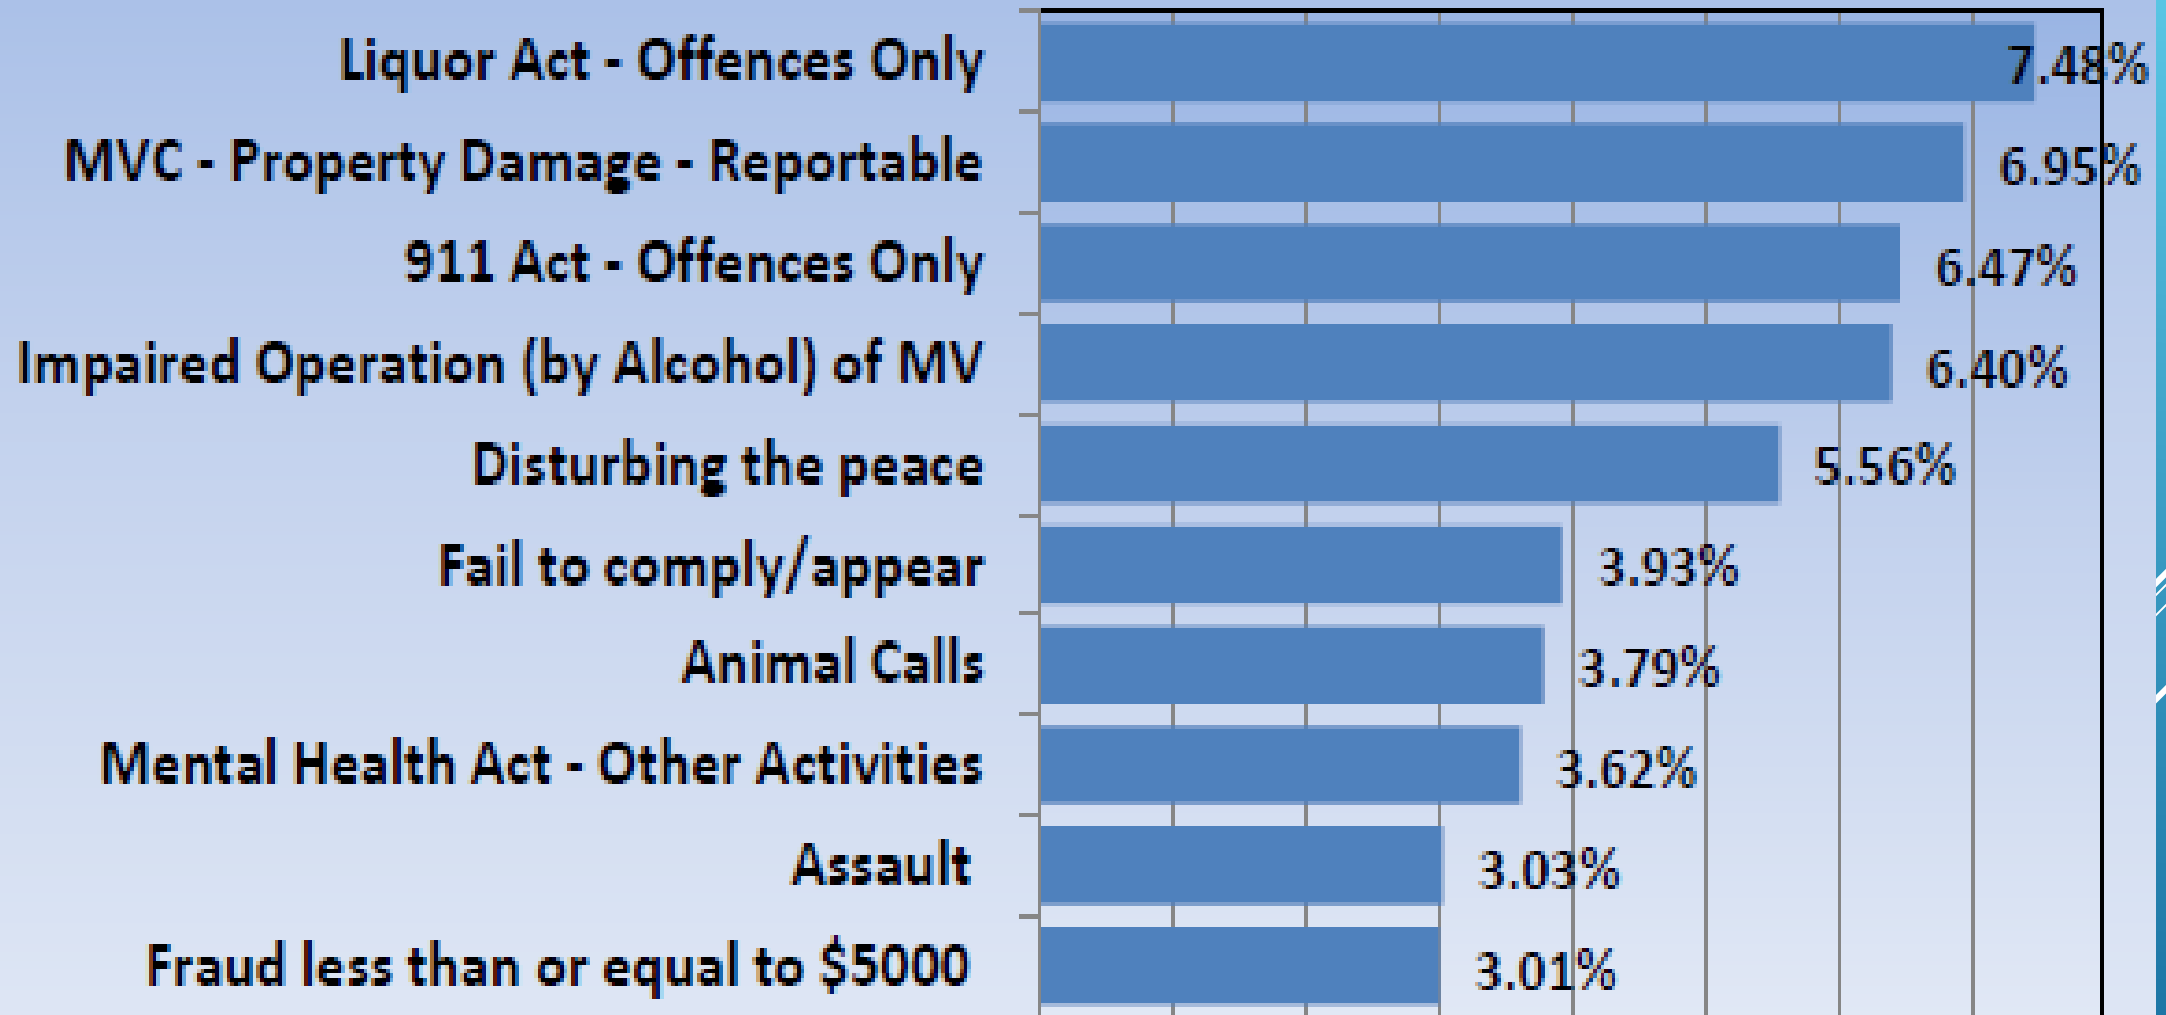 Liquor Act - Offences Only 7.48%
MVC - Property Damage - Reportable 6.95%
911 Act - Offences Only 6.47%
Impaired Operation (by Alcohol) of MV 6.40%
Disturbing the peace 5.56%
Fail to comply/appear 3.93%
Animal Calls 3.79%
Mental Health Act - Other Activities 3.62%
Assault 3.03%
Fraud less than or equal to $5000 3.01%